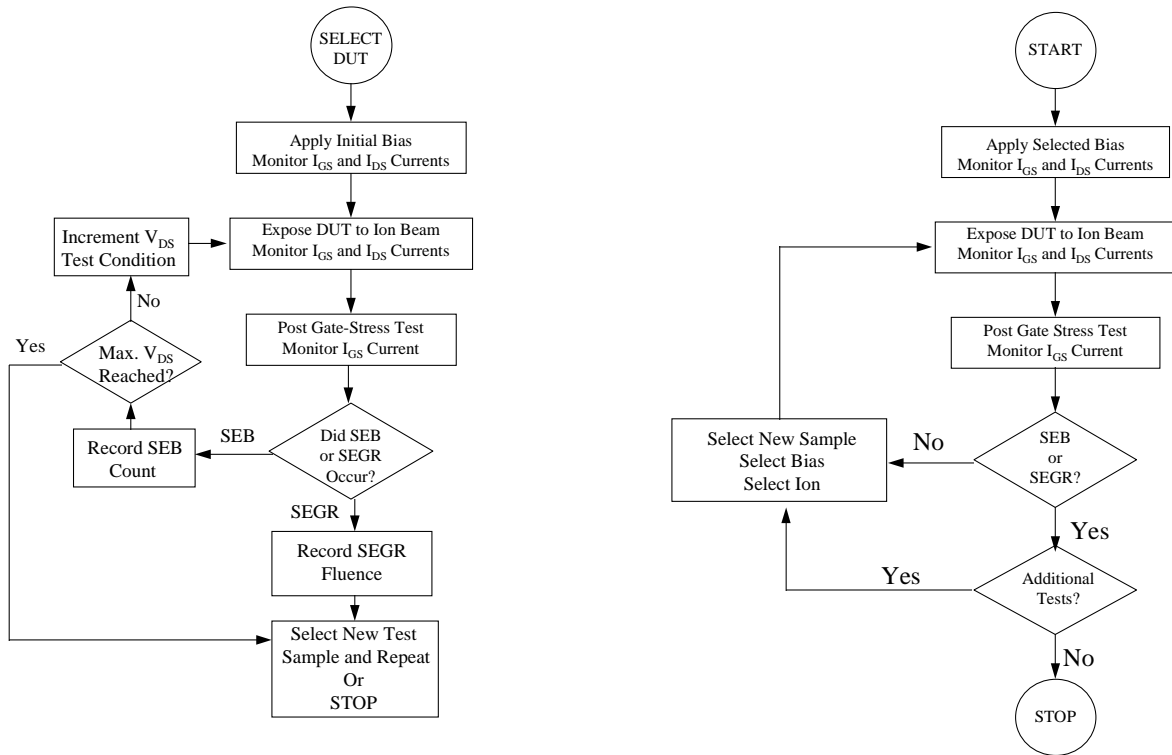 SELECT
DUT
Apply Initial Bias
Monitor I_GS and I_DS Currents
Increment V_DS
Test Condition
Expose DUT to Ion Beam
Monitor I_GS and I_DS Currents
No
Post Gate-Stress Test
Monitor I_GS Current
Yes
Max. V_DS
Reached?
SEB
Did SEB
or SEGR
Occur?
Record SEB
Count
SEGR
Record SEGR
Fluence
Select New Test
Sample and Repeat
Or
STOP
START
Apply Selected Bias
Monitor I_GS and I_DS Currents
Expose DUT to Ion Beam
Monitor I_GS and I_DS Currents
Post Gate Stress Test
Monitor I_GS Current
Select New Sample
Select Bias
Select Ion
No
SEB
or
SEGR?
Yes
Yes
Additional
Tests?
No
STOP